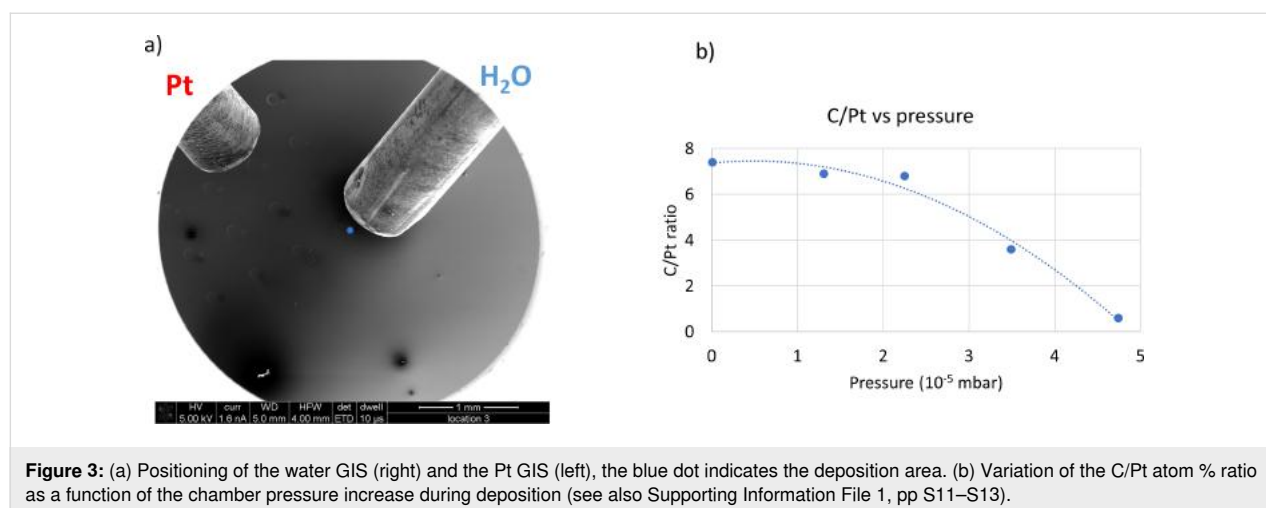 a)
Pt
H₂O
HV curr WD HFW det dwell 1 mm
5.00 kV 1.6 nA 5.0 mm 4.00 mm ETD 10 µs location 3
b)
C/Pt vs pressure
8
6
4
2
0
C/Pt ratio
0 1 2 3 4 5
Pressure (10⁻⁵ mbar)
Figure 3: (a) Positioning of the water GIS (right) and the Pt GIS (left), the blue dot indicates the deposition area. (b) Variation of the C/Pt atom % ratio
as a function of the chamber pressure increase during deposition (see also Supporting Information File 1, pp S11–S13).